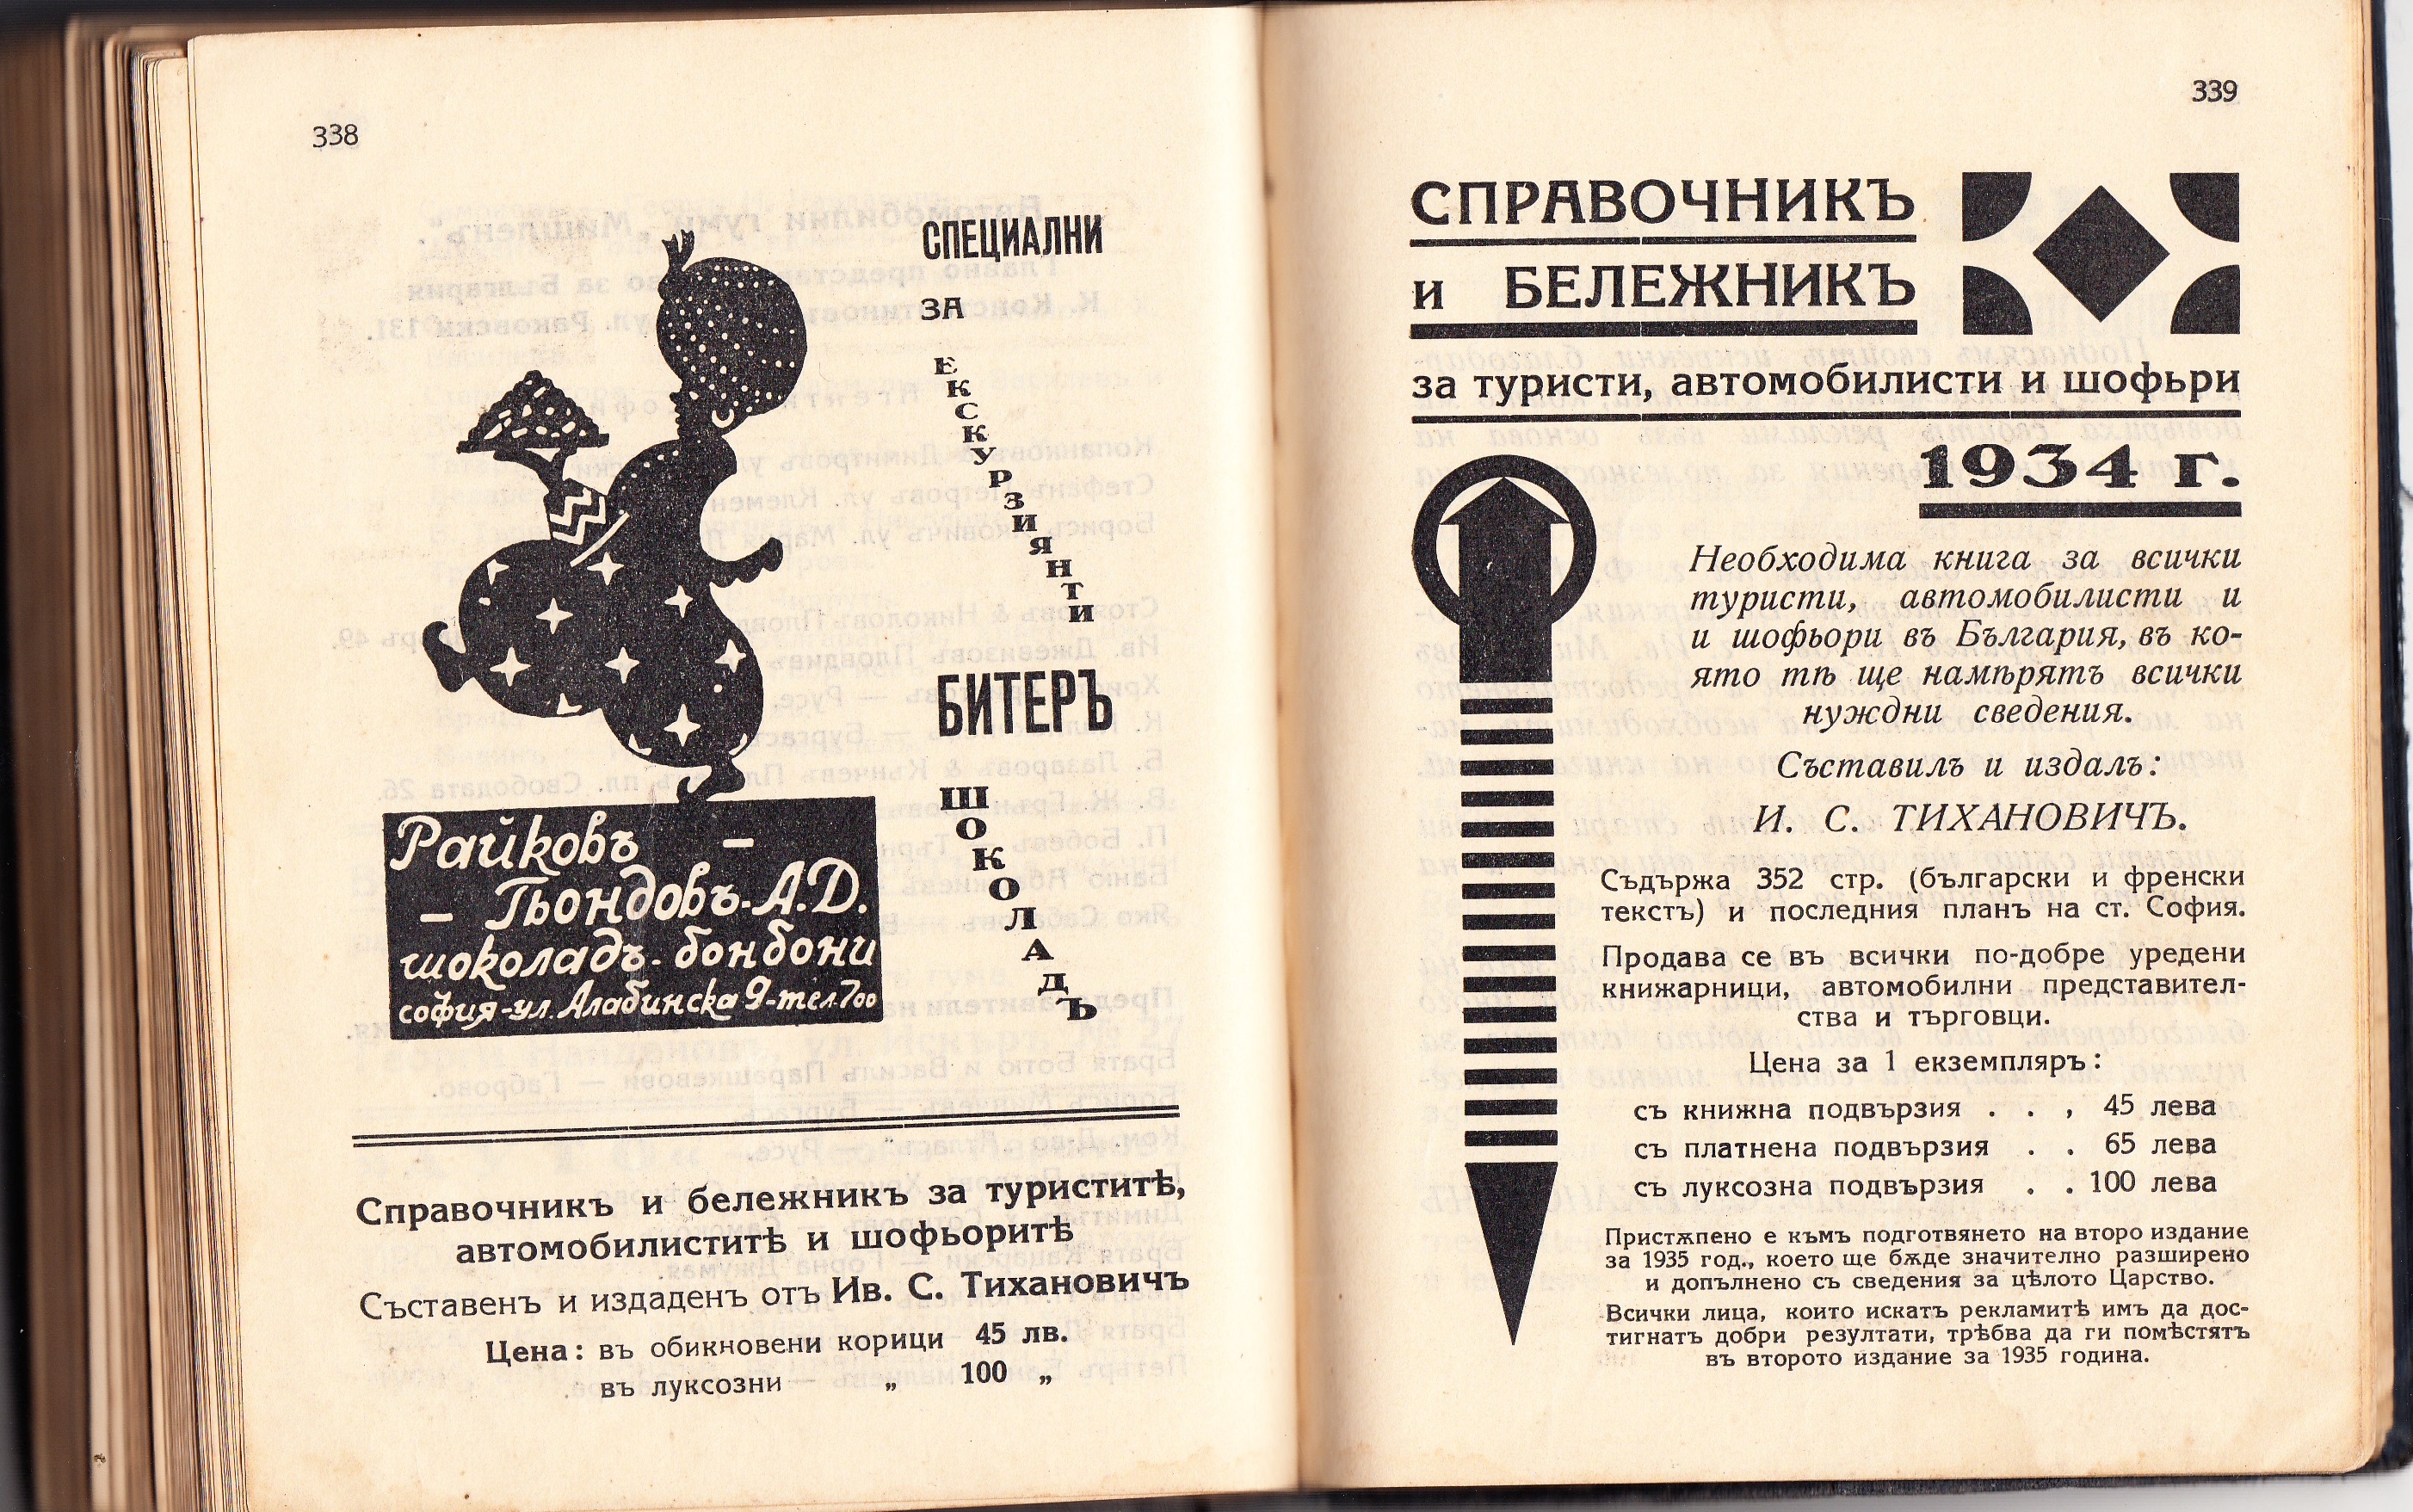 338
СПЕЦИАЛНИ
ЗА
ЕКСКУРЗИЯНТИ
БИТЕРЪ
ШОКОЛАДЪ
Райковъ –
– Гьондовъ. А.Д.
шоколадъ - бонбони
софия - ул. Алабинска 9 - тел. 700
Справочникъ и бележникъ за туриститѣ,
автомобилиститѣ и шофьоритѣ
Съставенъ и издаденъ отъ Ив. С. Тихановичъ
Цена: въ обикновени корици 45 лв.
въ луксозни „ 100 „
339
СПРАВОЧНИКЪ
и БЕЛЕЖНИКЪ
за туристи, автомобилисти и шофьри
1934 г.
Необходима книга за всички
туристи, автомобилисти и
и шофьори въ България, въ ко-
ято тѣ ще намѣрятъ всички
нуждни сведения.
Съставилъ и издалъ:
И. С. ТИХАНОВИЧЪ.
Съдържа 352 стр. (български и френски
текстъ) и последния планъ на ст. София.
Продава се въ всички по-добре уредени
книжарници, автомобилни представител-
ства и търговци.
Цена за 1 екземпляръ:
съ книжна подвързия . . , 45 лева
съ платнена подвързия . . 65 лева
съ луксозна подвързия . . 100 лева
Пристѫпено е къмъ подготвянето на второ издание
за 1935 год., което ще бѫде значително разширено
и допълнено съ сведения за цѣлото Царство.
Всички лица, които искатъ рекламитѣ имъ да дос-
тигнатъ добри резултати, трѣбва да ги помѣстятъ
въ второто издание за 1935 година.